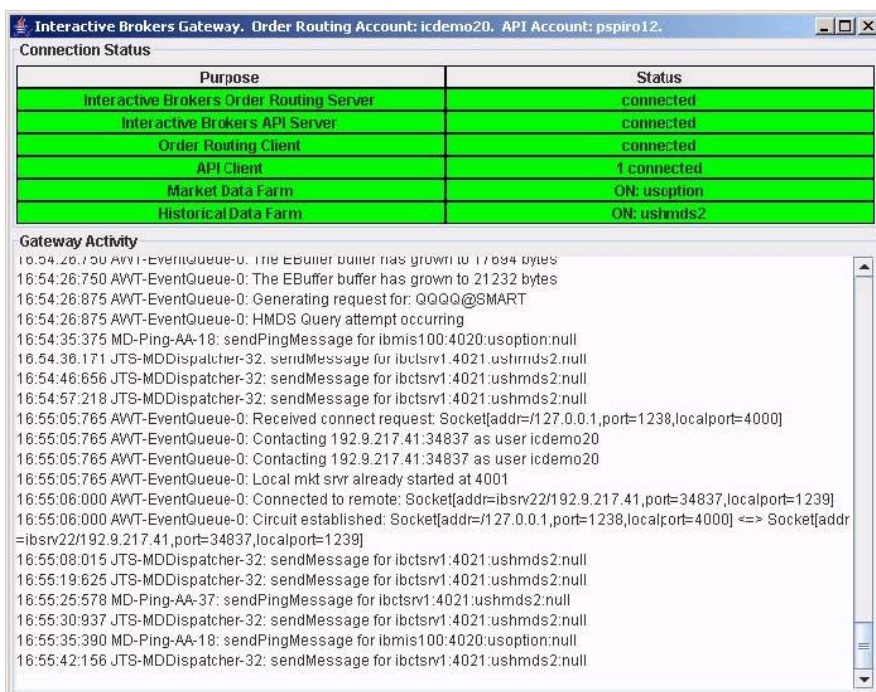 Interactive Brokers Gateway. Order Routing Account: icdemo20. API Account: pspiro12.
Connection Status
Purpose Status
Interactive Brokers Order Routing Server connected
Interactive Brokers API Server connected
Order Routing Client connected
API Client 1 connected
Market Data Farm ON: usoption
Historical Data Farm ON: ushmds2
Gateway Activity
16:54:26:750 AWT-EventQueue-0: The EBuffer buffer has grown to 17694 bytes
16:54:26:750 AWT-EventQueue-0: The EBuffer buffer has grown to 21232 bytes
16:54:26:875 AWT-EventQueue-0: Generating request for: QQQQ@SMART
16:54:26:875 AWT-EventQueue-0: HMDS Query attempt occurring
16:54:35:375 MD-Ping-AA-18: sendPingMessage for ibmis100:4020:usoption:null
16:54:36:171 JTS-MDDispatcher-32: sendMessage for ibctsrv1:4021:ushmds2:null
16:54:46:656 JTS-MDDispatcher-32: sendMessage for ibctsrv1:4021:ushmds2:null
16:54:57:218 JTS-MDDispatcher-32: sendMessage for ibctsrv1:4021:ushmds2:null
16:55:05:765 AWT-EventQueue-0: Received connect request: Socket[addr=/127.0.0.1,port=1238,localport=4000]
16:55:05:765 AWT-EventQueue-0: Contacting 192.9.217.41:34837 as user icdemo20
16:55:05:765 AWT-EventQueue-0: Contacting 192.9.217.41:34837 as user icdemo20
16:55:05:765 AWT-EventQueue-0: Local mkt srvr already started at 4001
16:55:06:000 AWT-EventQueue-0: Connected to remote: Socket[addr=ibsrv22/192.9.217.41,port=34837,localport=1239]
16:55:06:000 AWT-EventQueue-0: Circuit established: Socket[addr=/127.0.0.1,port=1238,localport=4000] <=> Socket[addr
=ibsrv22/192.9.217.41,port=34837,localport=1239]
16:55:08:015 JTS-MDDispatcher-32: sendMessage for ibctsrv1:4021:ushmds2:null
16:55:19:625 JTS-MDDispatcher-32: sendMessage for ibctsrv1:4021:ushmds2:null
16:55:25:578 MD-Ping-AA-37: sendPingMessage for ibctsrv1:4021:ushmds2:null
16:55:30:937 JTS-MDDispatcher-32: sendMessage for ibctsrv1:4021:ushmds2:null
16:55:35:390 MD-Ping-AA-18: sendPingMessage for ibmis100:4020:usoption:null
16:55:42:156 JTS-MDDispatcher-32: sendMessage for ibctsrv1:4021:ushmds2:null